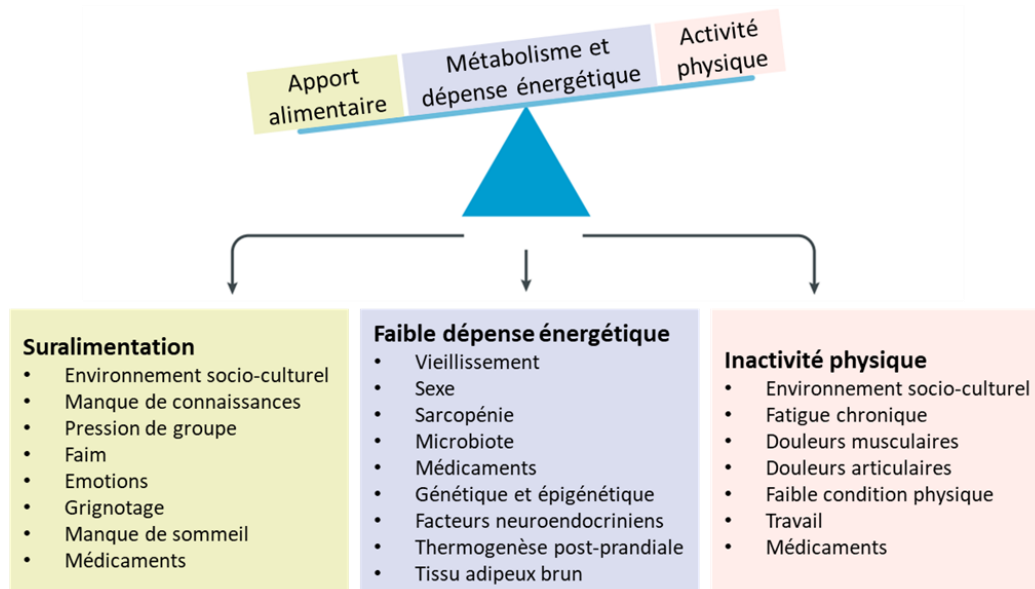 Apport
alimentaire
Métabolisme et
dépense énergétique
Activité
physique
Suralimentation
• Environnement socio-culturel
• Manque de connaissances
• Pression de groupe
• Faim
• Emotions
• Grignotage
• Manque de sommeil
• Médicaments
Faible dépense énergétique
• Vieillissement
• Sexe
• Sarcopénie
• Microbiote
• Médicaments
• Génétique et épigénétique
• Facteurs neuroendocriniens
• Thermogenèse post-prandiale
• Tissu adipeux brun
Inactivité physique
• Environnement socio-culturel
• Fatigue chronique
• Douleurs musculaires
• Douleurs articulaires
• Faible condition physique
• Travail
• Médicaments